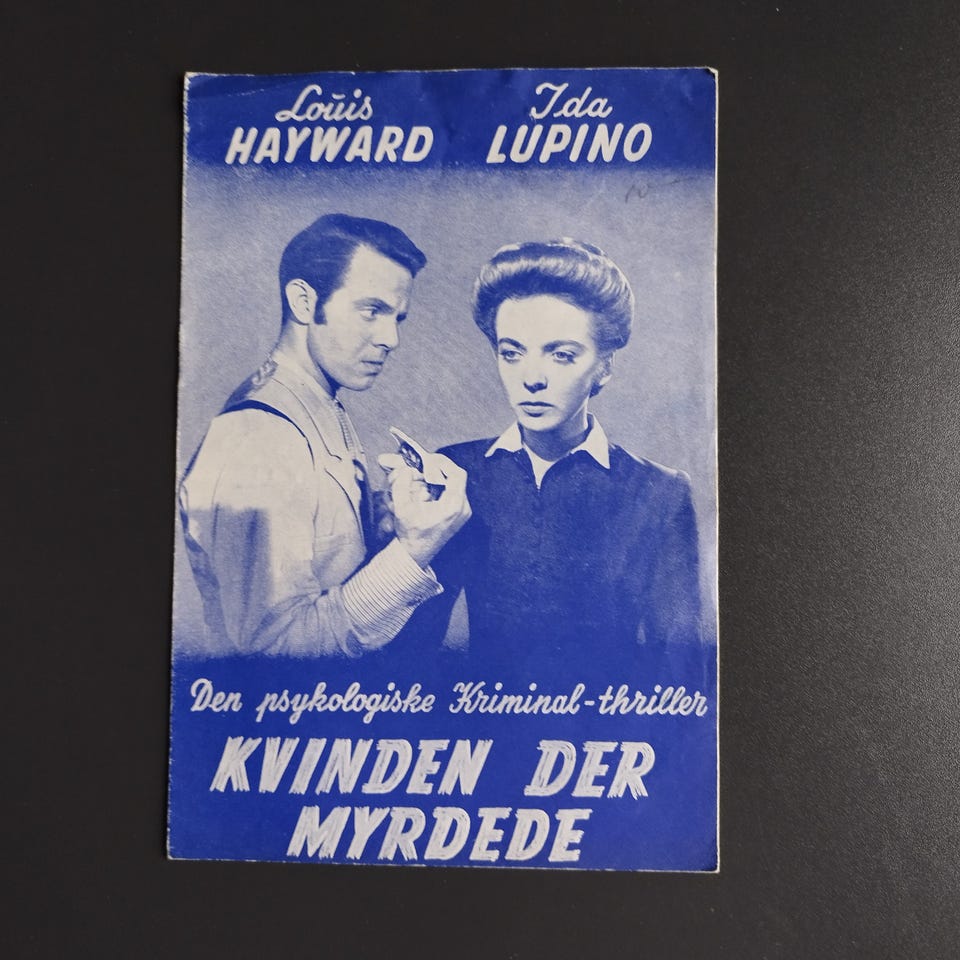 Louis Ida
HAYWARD LUPINO
Den psykologiske Kriminal-thriller
KVINDEN DER
MYRDEDE